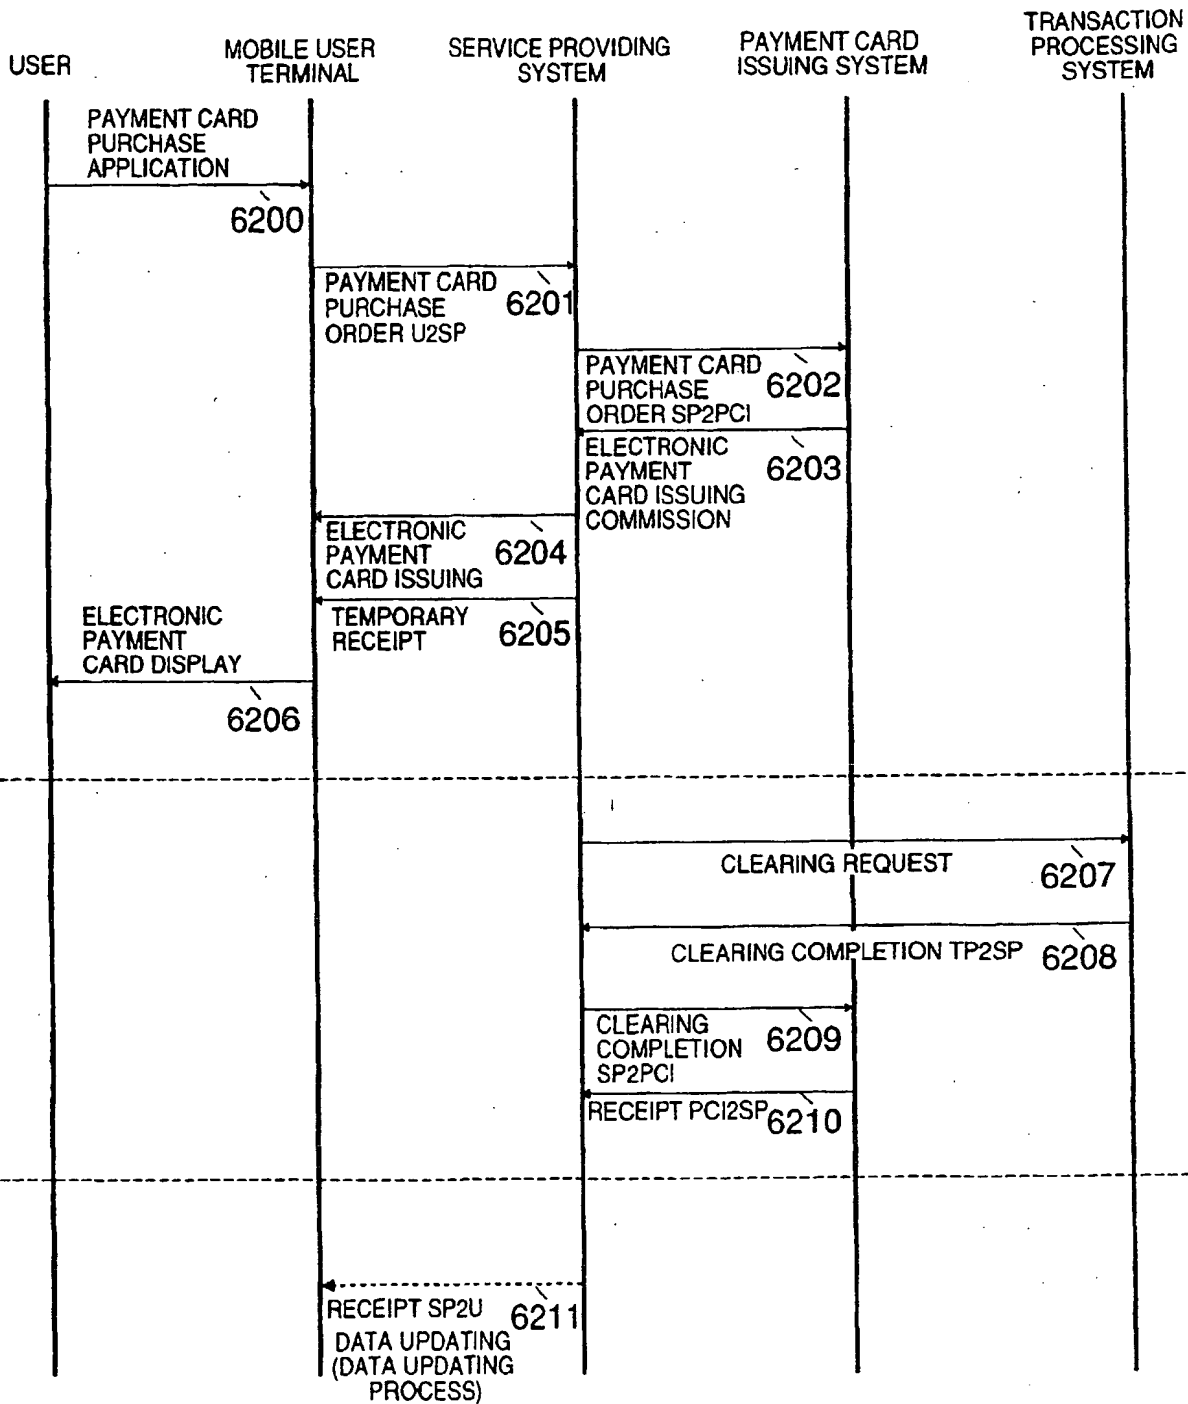 USER
MOBILE USER
TERMINAL
SERVICE PROVIDING
SYSTEM
PAYMENT CARD
ISSUING SYSTEM
TRANSACTION
PROCESSING
SYSTEM
PAYMENT CARD
PURCHASE
APPLICATION
6200
PAYMENT CARD
PURCHASE
ORDER U2SP
6201
PAYMENT CARD
PURCHASE
ORDER SP2PCI
6202
ELECTRONIC
PAYMENT
CARD ISSUING
COMMISSION
6203
ELECTRONIC
PAYMENT
CARD ISSUING
6204
TEMPORARY
RECEIPT
6205
ELECTRONIC
PAYMENT
CARD DISPLAY
6206
CLEARING REQUEST
6207
CLEARING COMPLETION TP2SP
6208
CLEARING
COMPLETION
SP2PCI
6209
RECEIPT PCI2SP
6210
RECEIPT SP2U
6211
DATA UPDATING
(DATA UPDATING
PROCESS)